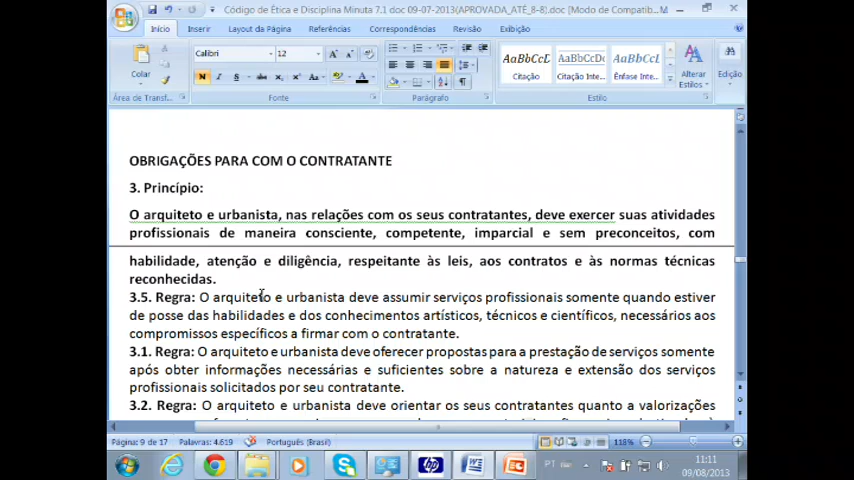 Código de Ética e Disciplina Minuta 7.1 doc 09-07-2013(APROVADA_ATÉ_8-8).doc [Modo de Compatib...
Início Inserir Layout da Página Referências Correspondências Revisão Exibição
Calibri 12
AaBbCcD AaBbCcDc AaBbCcDc
Colar
N I S abe x₂ x² Aa A
Citação Citação Inte... Ênfase Inte...
Alterar Estilos
Edição
Área de Transf... Fonte Parágrafo Estilo
OBRIGAÇÕES PARA COM O CONTRATANTE
3. Princípio:
O arquiteto e urbanista, nas relações com os seus contratantes, deve exercer suas atividades
profissionais de maneira consciente, competente, imparcial e sem preconceitos, com
habilidade, atenção e diligência, respeitante às leis, aos contratos e às normas técnicas
reconhecidas.
3.5. Regra: O arquiteto e urbanista deve assumir serviços profissionais somente quando estiver
de posse das habilidades e dos conhecimentos artísticos, técnicos e científicos, necessários aos
compromissos específicos a firmar com o contratante.
3.1. Regra: O arquiteto e urbanista deve oferecer propostas para a prestação de serviços somente
após obter informações necessárias e suficientes sobre a natureza e extensão dos serviços
profissionais solicitados por seu contratante.
3.2. Regra: O arquiteto e urbanista deve orientar os seus contratantes quanto a valorizações
Página: 9 de 17 Palavras: 4.619 Português (Brasil) 118%
PT 11:11
09/08/2013